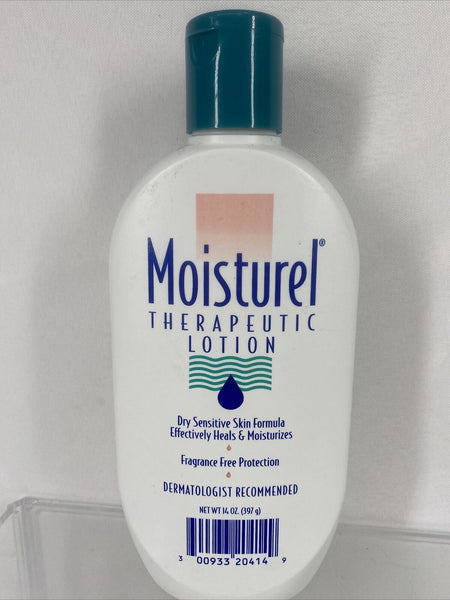 Moisturel®
THERAPEUTIC
LOTION
Dry Sensitive Skin Formula
Effectively Heals & Moisturizes
Fragrance Free Protection
DERMATOLOGIST RECOMMENDED
NET WT 14 OZ. (397 g)
3 00933 20414 9